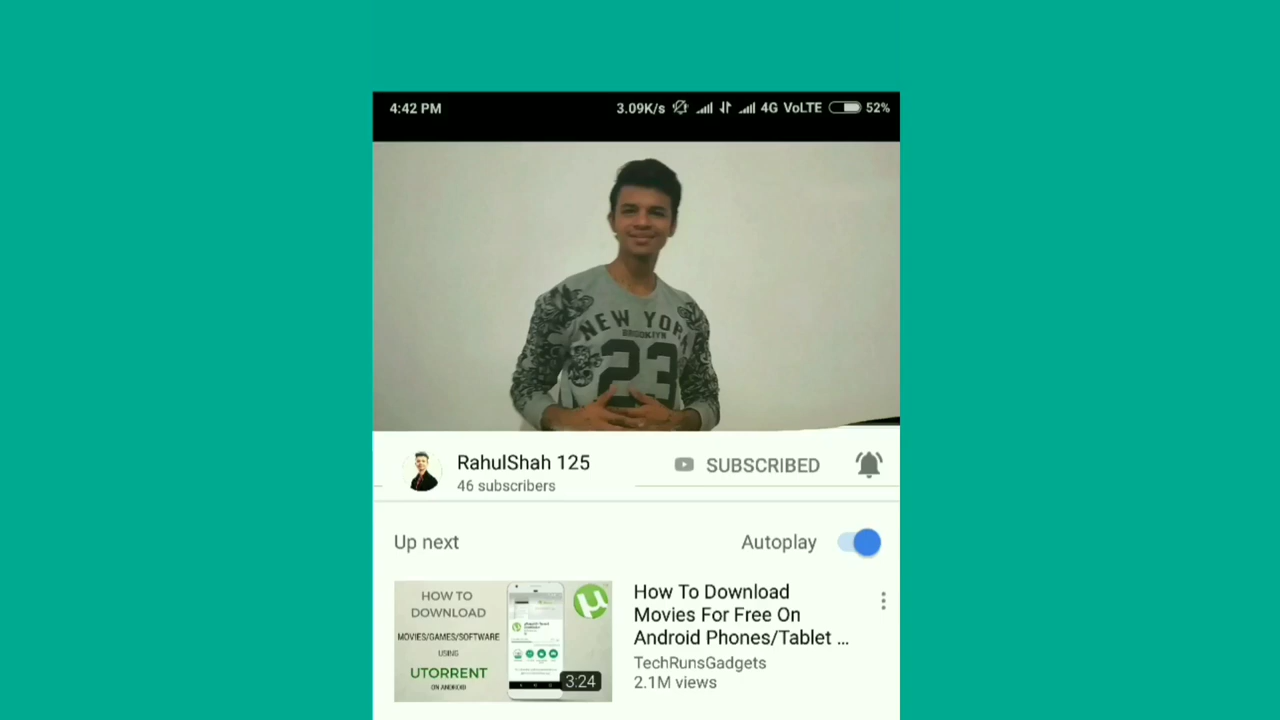 4:42 PM 3.09K/s 4G VoLTE 52%
NEW YOR
BROOKLYN
23
RahulShah 125
SUBSCRIBED
46 subscribers
Up next
Autoplay
HOW TO
DOWNLOAD
MOVIES/GAMES/SOFTWARE
USING
UTORRENT
ON ANDROID
3:24
How To Download
Movies For Free On
Android Phones/Tablet ...
TechRunsGadgets
2.1M views